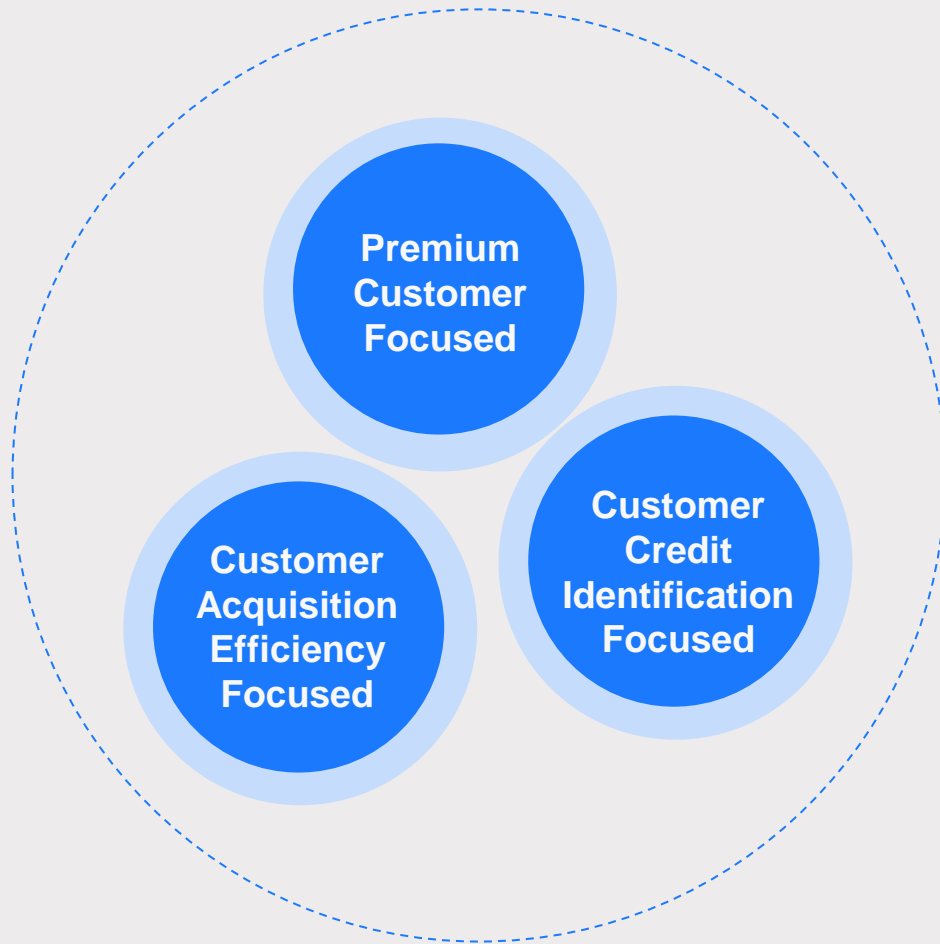 Premium
Customer
Focused
Customer
Credit
Identification
Focused
Customer
Acquisition
Efficiency
Focused